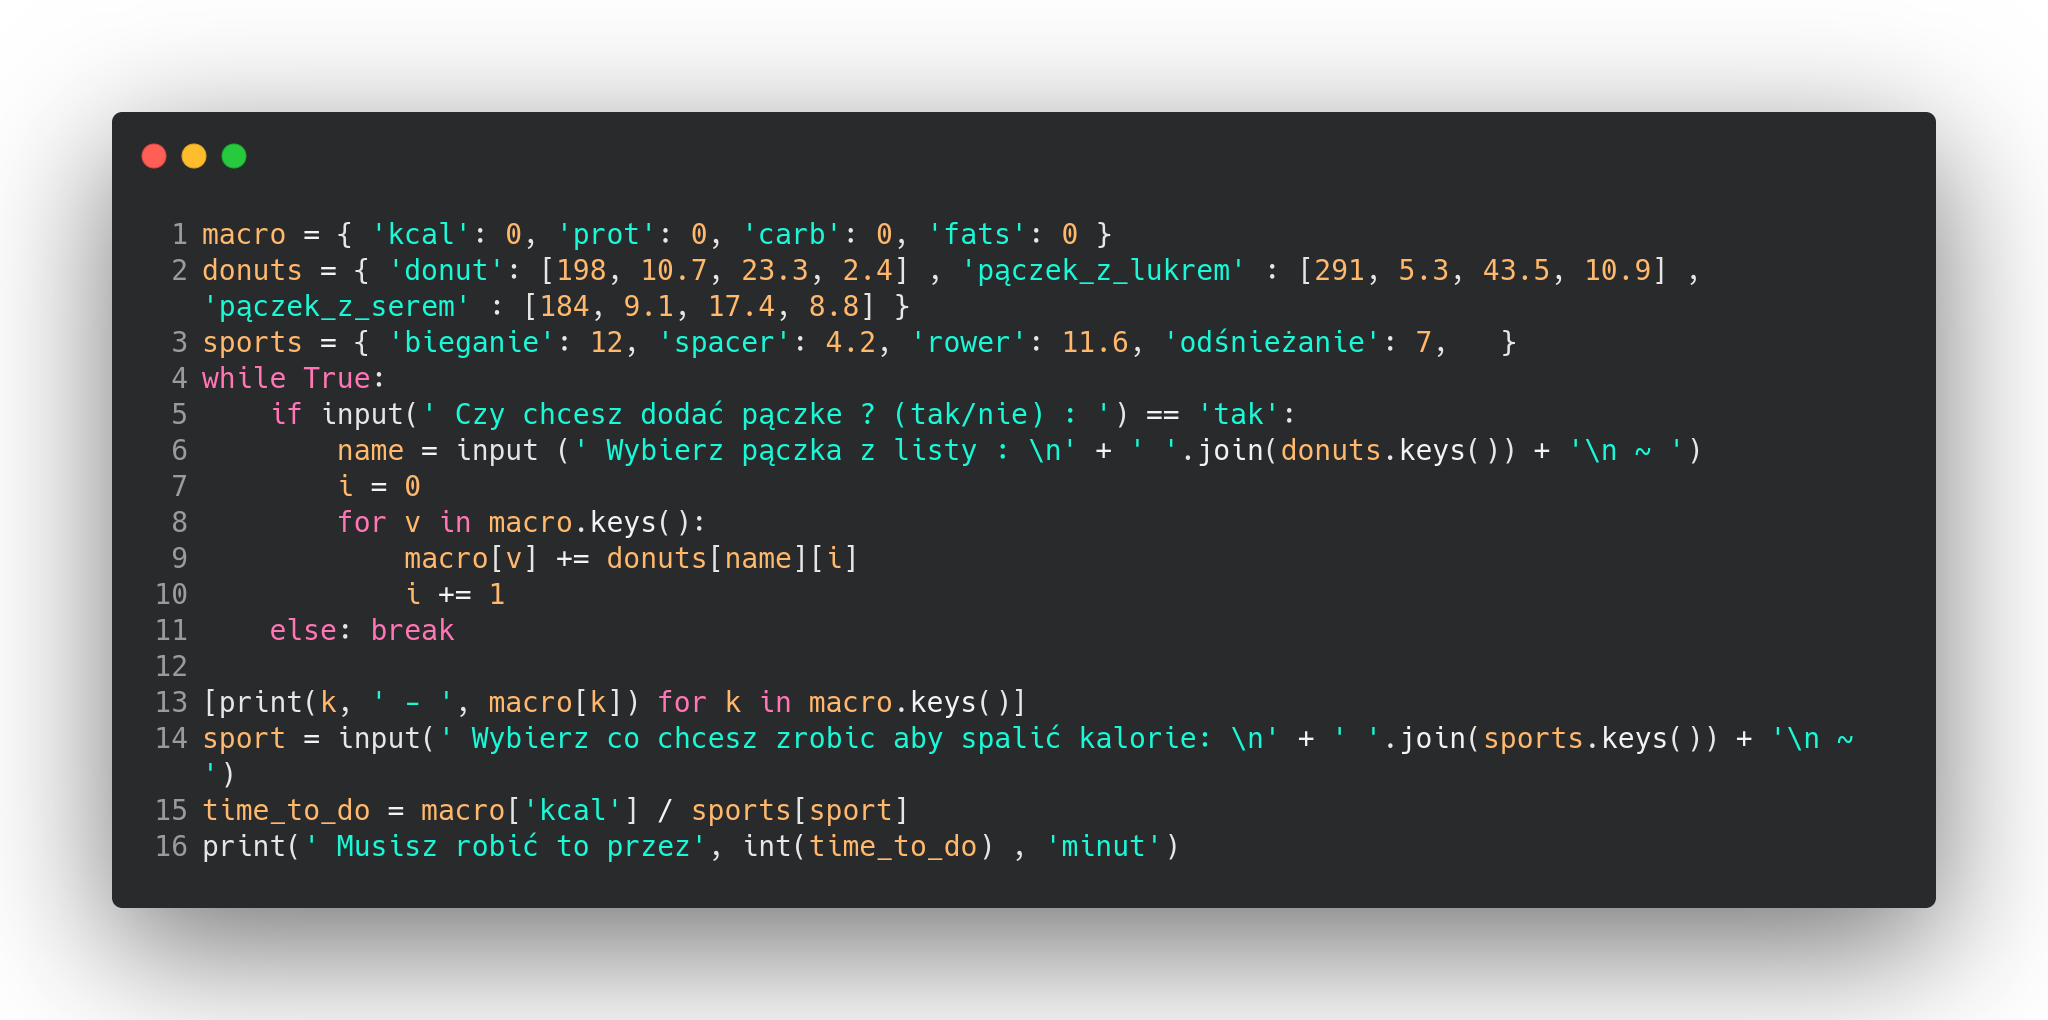 1 macro = { 'kcal': 0, 'prot': 0, 'carb': 0, 'fats': 0 }
2 donuts = { 'donut': [198, 10.7, 23.3, 2.4] , 'pączek_z_lukrem' : [291, 5.3, 43.5, 10.9] ,
'pączek_z_serem' : [184, 9.1, 17.4, 8.8] }
3 sports = { 'bieganie': 12, 'spacer': 4.2, 'rower': 11.6, 'odśnieżanie': 7,   }
4 while True:
5     if input(' Czy chcesz dodać pączke ? (tak/nie) : ') == 'tak':
6         name = input (' Wybierz pączka z listy : \n' + ' '.join(donuts.keys()) + '\n ~ ')
7         i = 0
8         for v in macro.keys():
9             macro[v] += donuts[name][i]
10             i += 1
11     else: break
12
13 [print(k, ' - ', macro[k]) for k in macro.keys()]
14 sport = input(' Wybierz co chcesz zrobic aby spalić kalorie: \n' + ' '.join(sports.keys()) + '\n ~
')
15 time_to_do = macro['kcal'] / sports[sport]
16 print(' Musisz robić to przez', int(time_to_do) , 'minut')